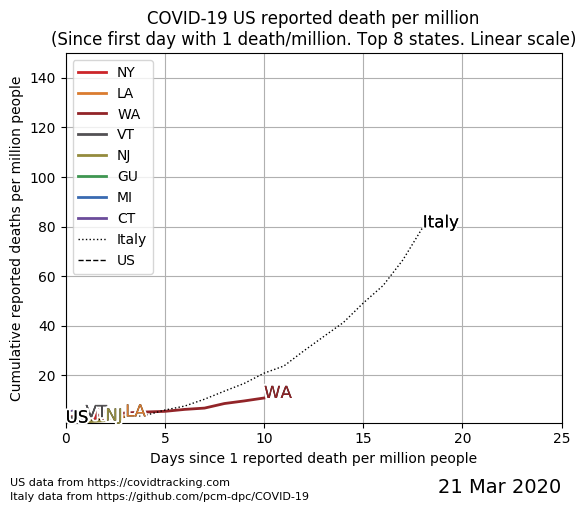 COVID-19 US reported death per million
(Since first day with 1 death/million. Top 8 states. Linear scale)
Cumulative reported deaths per million people
140
120
100
80
60
40
20
NY
LA
WA
VT
NJ
GU
MI
CT
Italy
US
Italy
WA
LA
NJ
VT
US
0
5
10
15
20
25
Days since 1 reported death per million people
US data from https://covidtracking.com
Italy data from https://github.com/pcm-dpc/COVID-19
21 Mar 2020